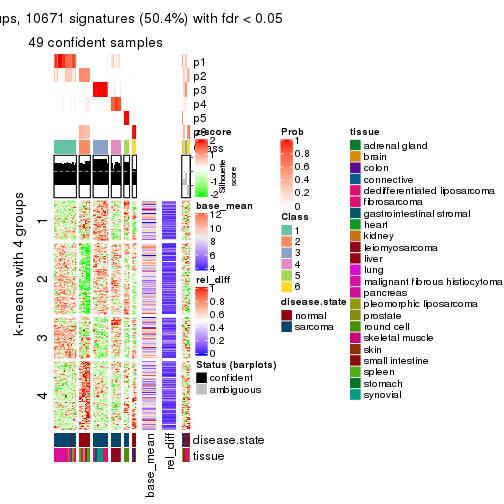 ups, 10671 signatures (50.4%) with fdr < 0.05
49 confident samples
p1
p2
p3
p4
p5
z-score
2
1
0
-1
-2
Silhouette
score
base_mean
12
10
8
6
4
rel_diff
1
0.8
0.6
0.4
0.2
0
Status (barplots)
confident
ambiguous
k-means with 4 groups
1
2
3
4
base_mean
rel_diff
disease.state
tissue
Prob
1
0.8
0.6
0.4
0.2
0
Class
1
2
3
4
5
6
disease.state
normal
sarcoma
tissue
adrenal gland
brain
colon
connective
dedifferentiated liposarcoma
fibrosarcoma
gastrointestinal stromal
heart
kidney
leiomyosarcoma
liver
lung
malignant fibrous histiocytoma
pancreas
pleomorphic liposarcoma
prostate
round cell
skeletal muscle
skin
small intestine
spleen
stomach
synovial